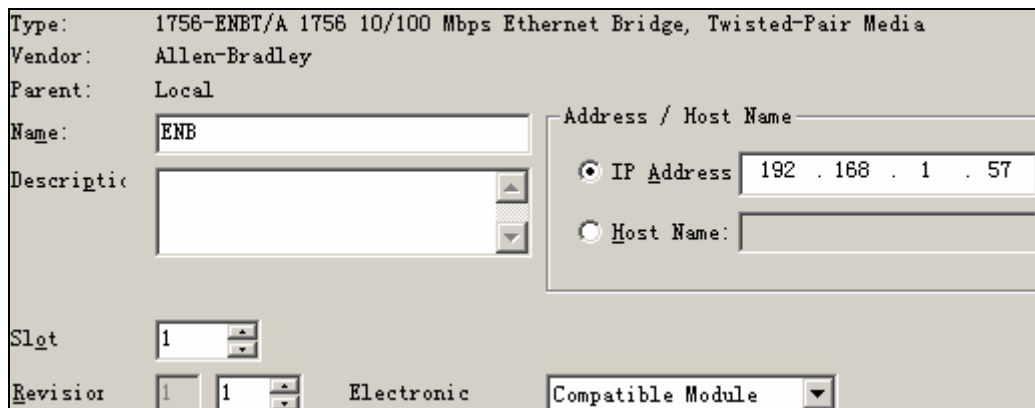 Type: 1756-ENBT/A 1756 10/100 Mbps Ethernet Bridge, Twisted-Pair Media
Vendor: Allen-Bradley
Parent: Local
Name: ENB
Address / Host Name
IP Address 192 . 168 . 1 . 57
Descriptic
Host Name:
Slot 1
Revisior 1 1 Electronic Compatible Module